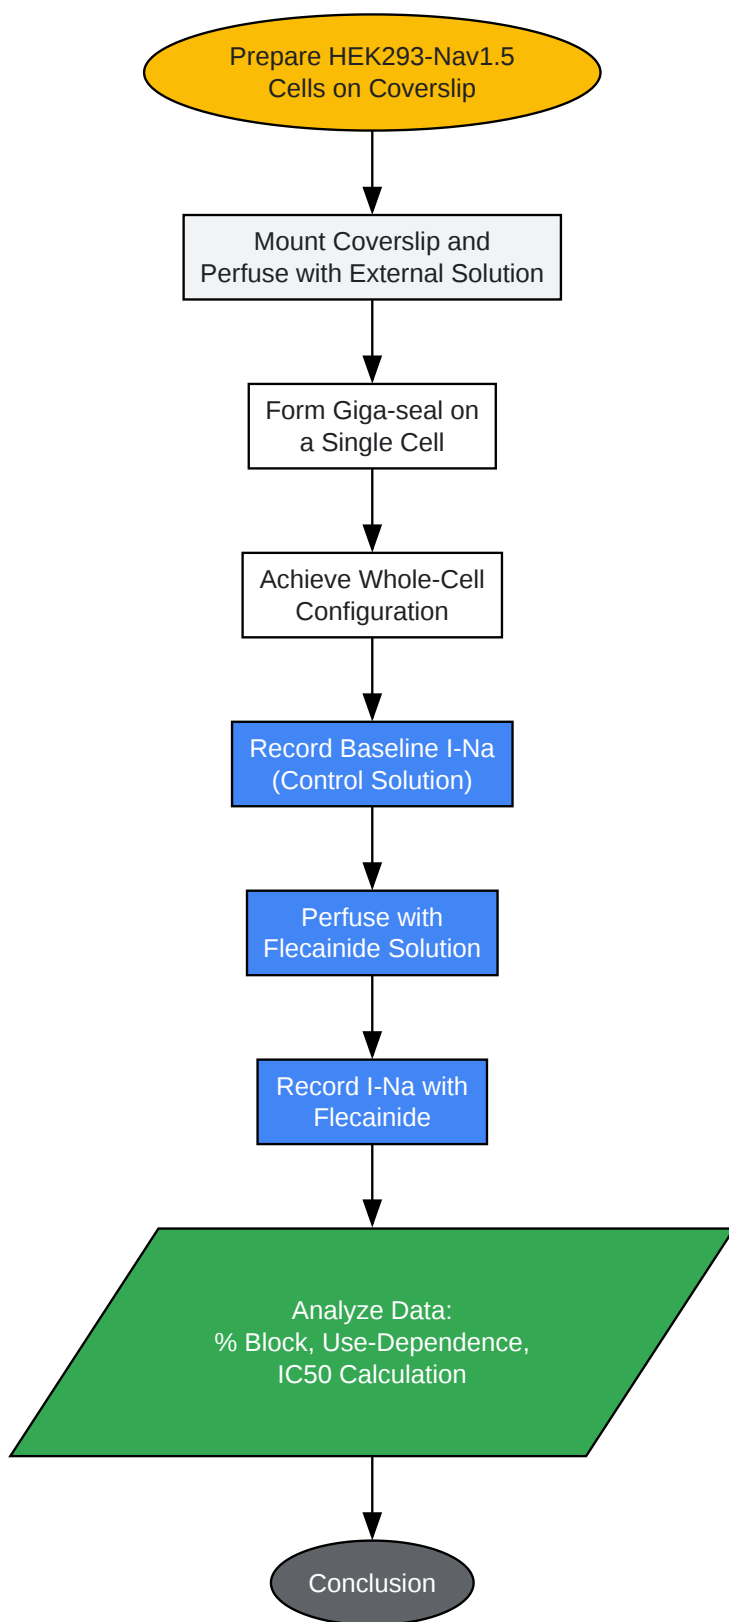 Prepare HEK293-Nav1.5
Cells on Coverslip
Mount Coverslip and
Perfuse with External Solution
Form Giga-seal on
a Single Cell
Achieve Whole-Cell
Configuration
Record Baseline I-Na
(Control Solution)
Perfuse with
Flecainide Solution
Record I-Na with
Flecainide
Analyze Data:
% Block, Use-Dependence,
IC50 Calculation
Conclusion